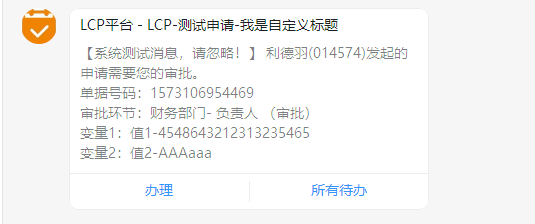 LCP平台 - LCP-测试申请-我是自定义标题
【系统测试消息，请忽略！】 利德羽(014574)发起的
申请需要您的审批。
单据号码：1573106954469
审批环节：财务部门- 负责人 （审批）
变量1：值1-4548643212313235465
变量2：值2-AAAaaa
办理
所有待办